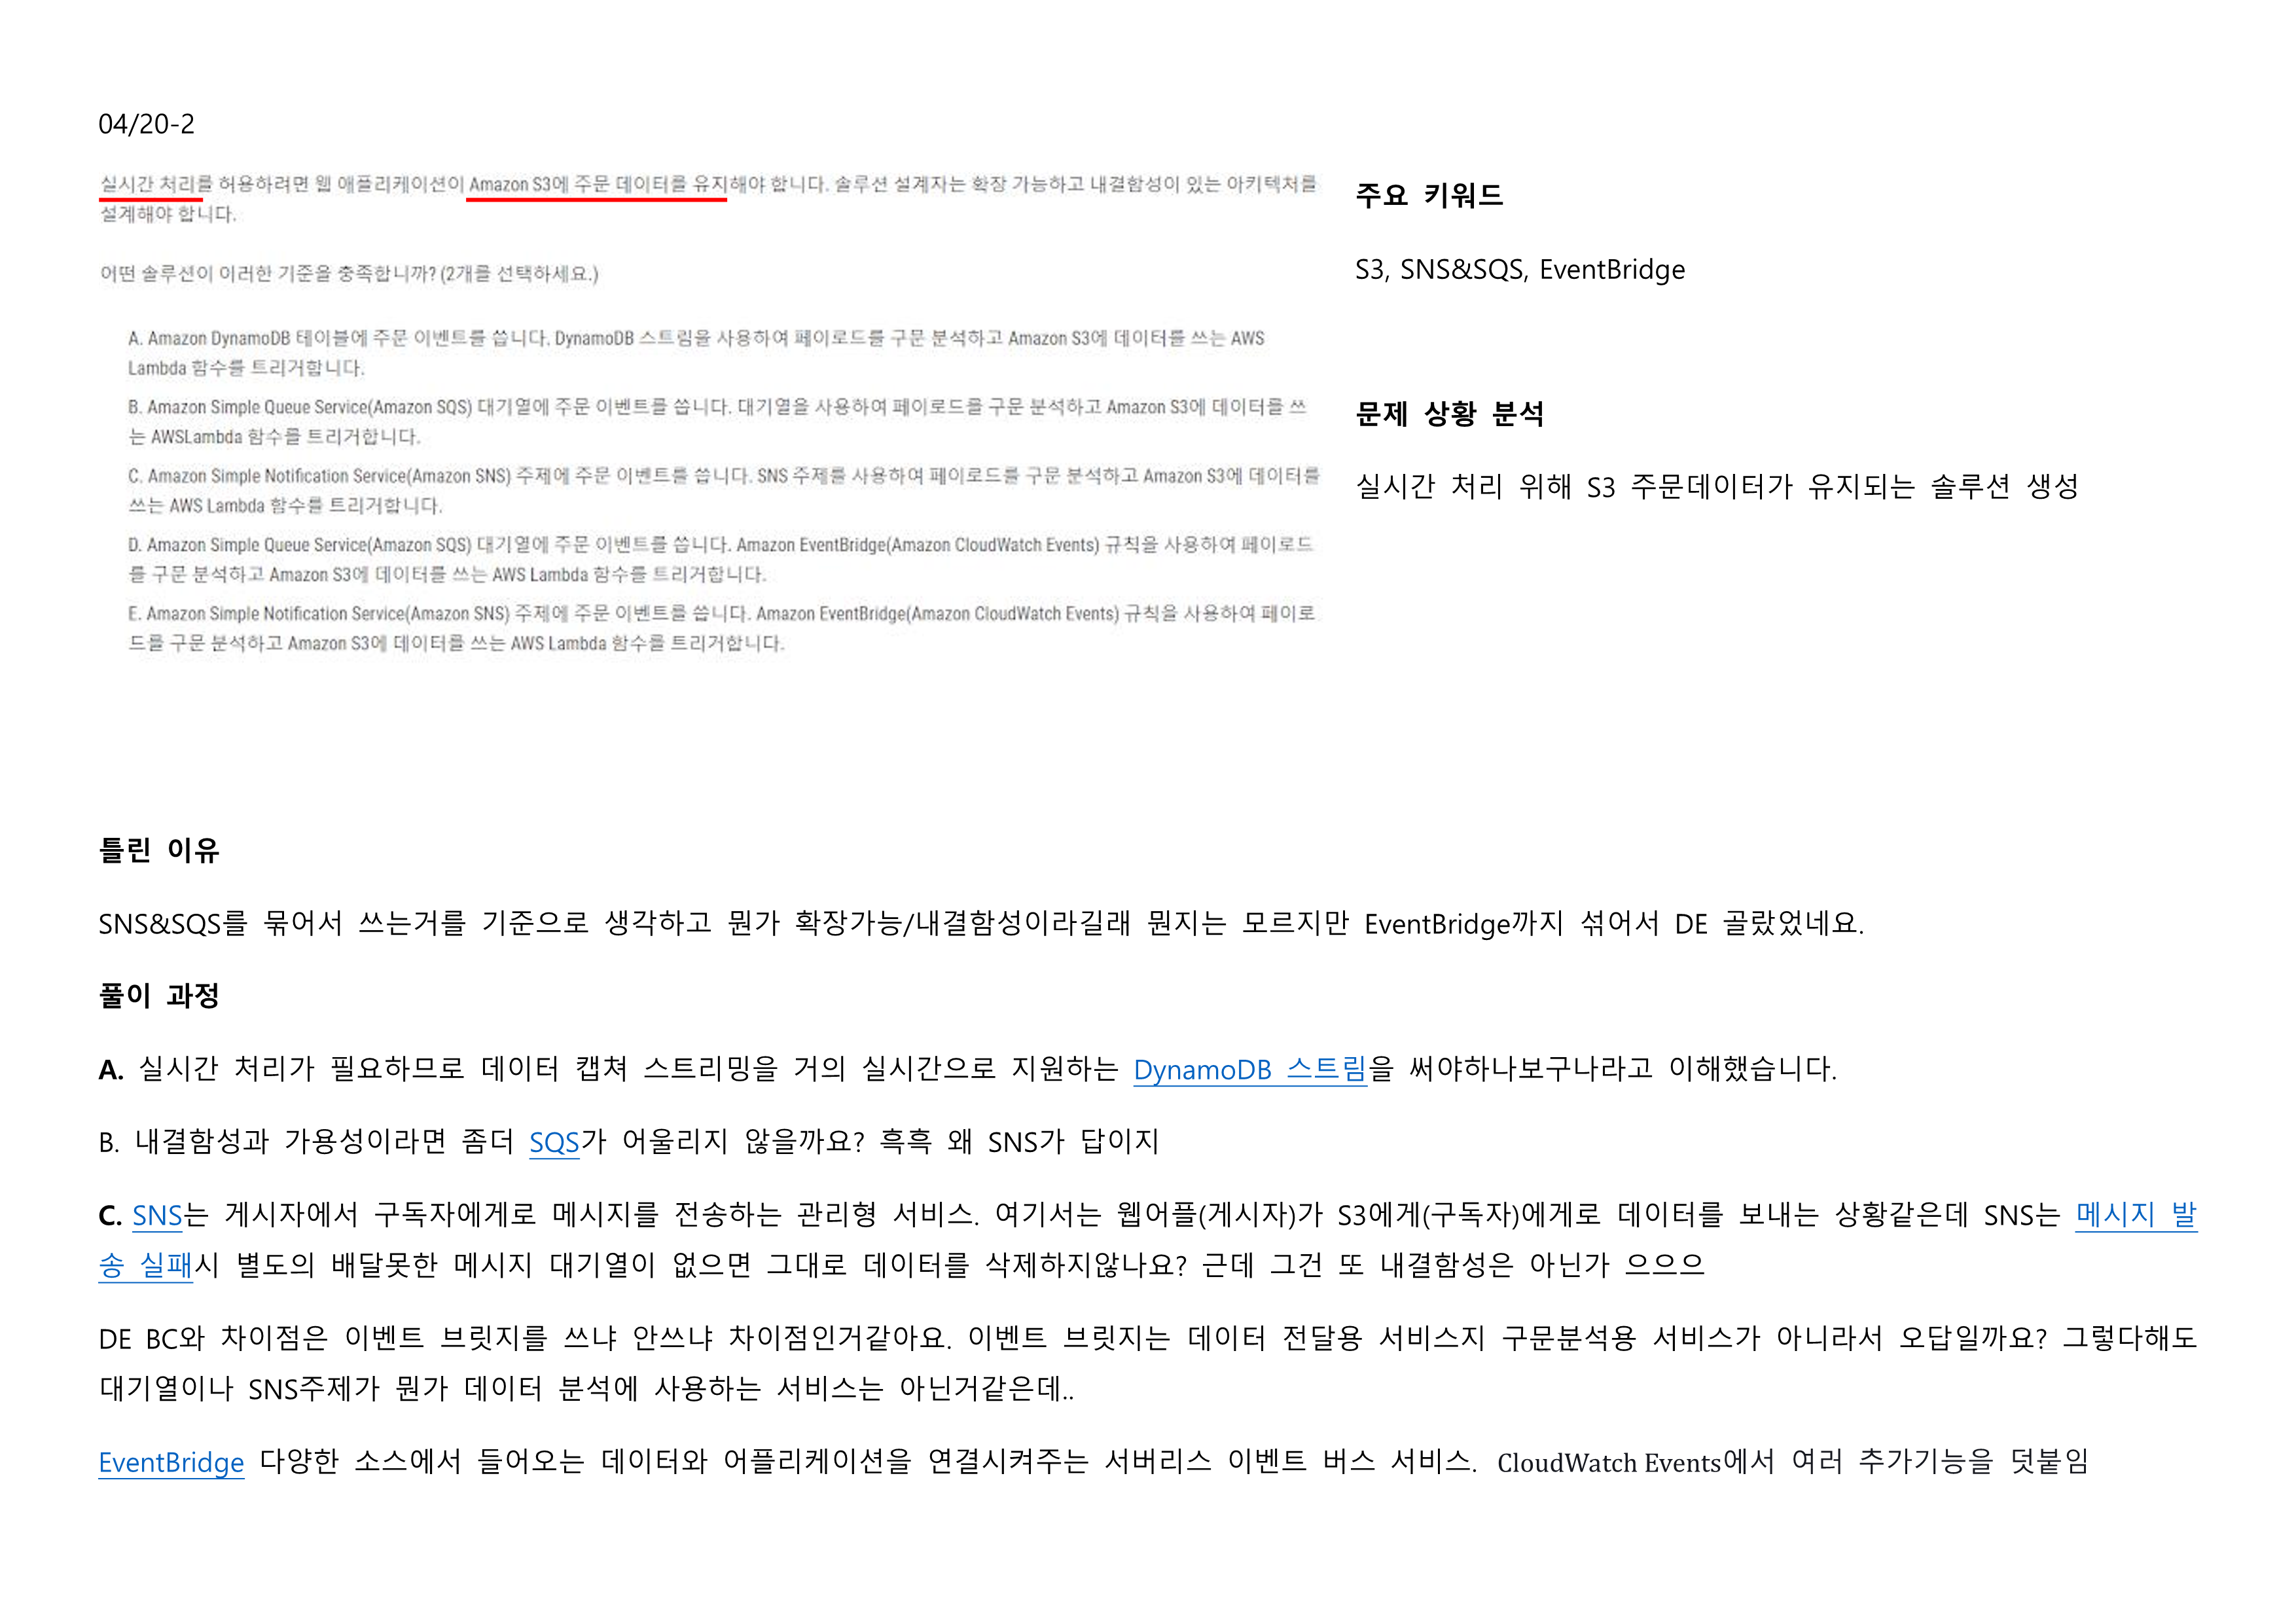 04/20-2
실시간 처리를 허용하려면 웹 애플리케이션이 Amazon S3에 주문 데이터를 유지해야 합니다. 솔루션 설계자는 확장 가능하고 내결함성이 있는 아키텍처를
설계해야 합니다.
어떤 솔루션이 이러한 기준을 충족합니까? (2개를 선택하세요.)
A. Amazon DynamoDB 테이블에 주문 이벤트를 씁니다. DynamoDB 스트림을 사용하여 페이로드를 구문 분석하고 Amazon S3에 데이터를 쓰는 AWS
Lambda 함수를 트리거합니다.
B. Amazon Simple Queue Service(Amazon SQS) 대기열에 주문 이벤트를 씁니다. 대기열을 사용하여 페이로드를 구문 분석하고 Amazon S3에 데이터를 쓰
는 AWSLambda 함수를 트리거합니다.
C. Amazon Simple Notification Service(Amazon SNS) 주제에 주문 이벤트를 씁니다. SNS 주제를 사용하여 페이로드를 구문 분석하고 Amazon S3에 데이터를
쓰는 AWS Lambda 함수를 트리거합니다.
D. Amazon Simple Queue Service(Amazon SQS) 대기열에 주문 이벤트를 씁니다. Amazon EventBridge(Amazon CloudWatch Events) 규칙을 사용하여 페이로드
를 구문 분석하고 Amazon S3에 데이터를 쓰는 AWS Lambda 함수를 트리거합니다.
E. Amazon Simple Notification Service(Amazon SNS) 주제에 주문 이벤트를 씁니다. Amazon EventBridge(Amazon CloudWatch Events) 규칙을 사용하여 페이로
드를 구문 분석하고 Amazon S3에 데이터를 쓰는 AWS Lambda 함수를 트리거합니다.
주요 키워드
S3, SNS&SQS, EventBridge
문제 상황 분석
실시간 처리 위해 S3 주문데이터가 유지되는 솔루션 생성
틀린 이유
SNS&SQS를 묶어서 쓰는거를 기준으로 생각하고 뭔가 확장가능/내결함성이라길래 뭔지는 모르지만 EventBridge까지 섞어서 DE 골랐었네요.
풀이 과정
A. 실시간 처리가 필요하므로 데이터 캡쳐 스트리밍을 거의 실시간으로 지원하는 DynamoDB 스트림을 써야하나보구나라고 이해했습니다.
B. 내결함성과 가용성이라면 좀더 SQS가 어울리지 않을까요? 흑흑 왜 SNS가 답이지
C. SNS는 게시자에서 구독자에게로 메시지를 전송하는 관리형 서비스. 여기서는 웹어플(게시자)가 S3에게(구독자)에게로 데이터를 보내는 상황같은데 SNS는 메시지 발
송 실패시 별도의 배달못한 메시지 대기열이 없으면 그대로 데이터를 삭제하지않나요? 근데 그건 또 내결함성은 아닌가 으으으
DE BC와 차이점은 이벤트 브릿지를 쓰냐 안쓰냐 차이점인거같아요. 이벤트 브릿지는 데이터 전달용 서비스지 구문분석용 서비스가 아니라서 오답일까요? 그렇다해도
대기열이나 SNS주제가 뭔가 데이터 분석에 사용하는 서비스는 아닌거같은데..
EventBridge 다양한 소스에서 들어오는 데이터와 어플리케이션을 연결시켜주는 서버리스 이벤트 버스 서비스. CloudWatch Events에서 여러 추가기능을 덧붙임